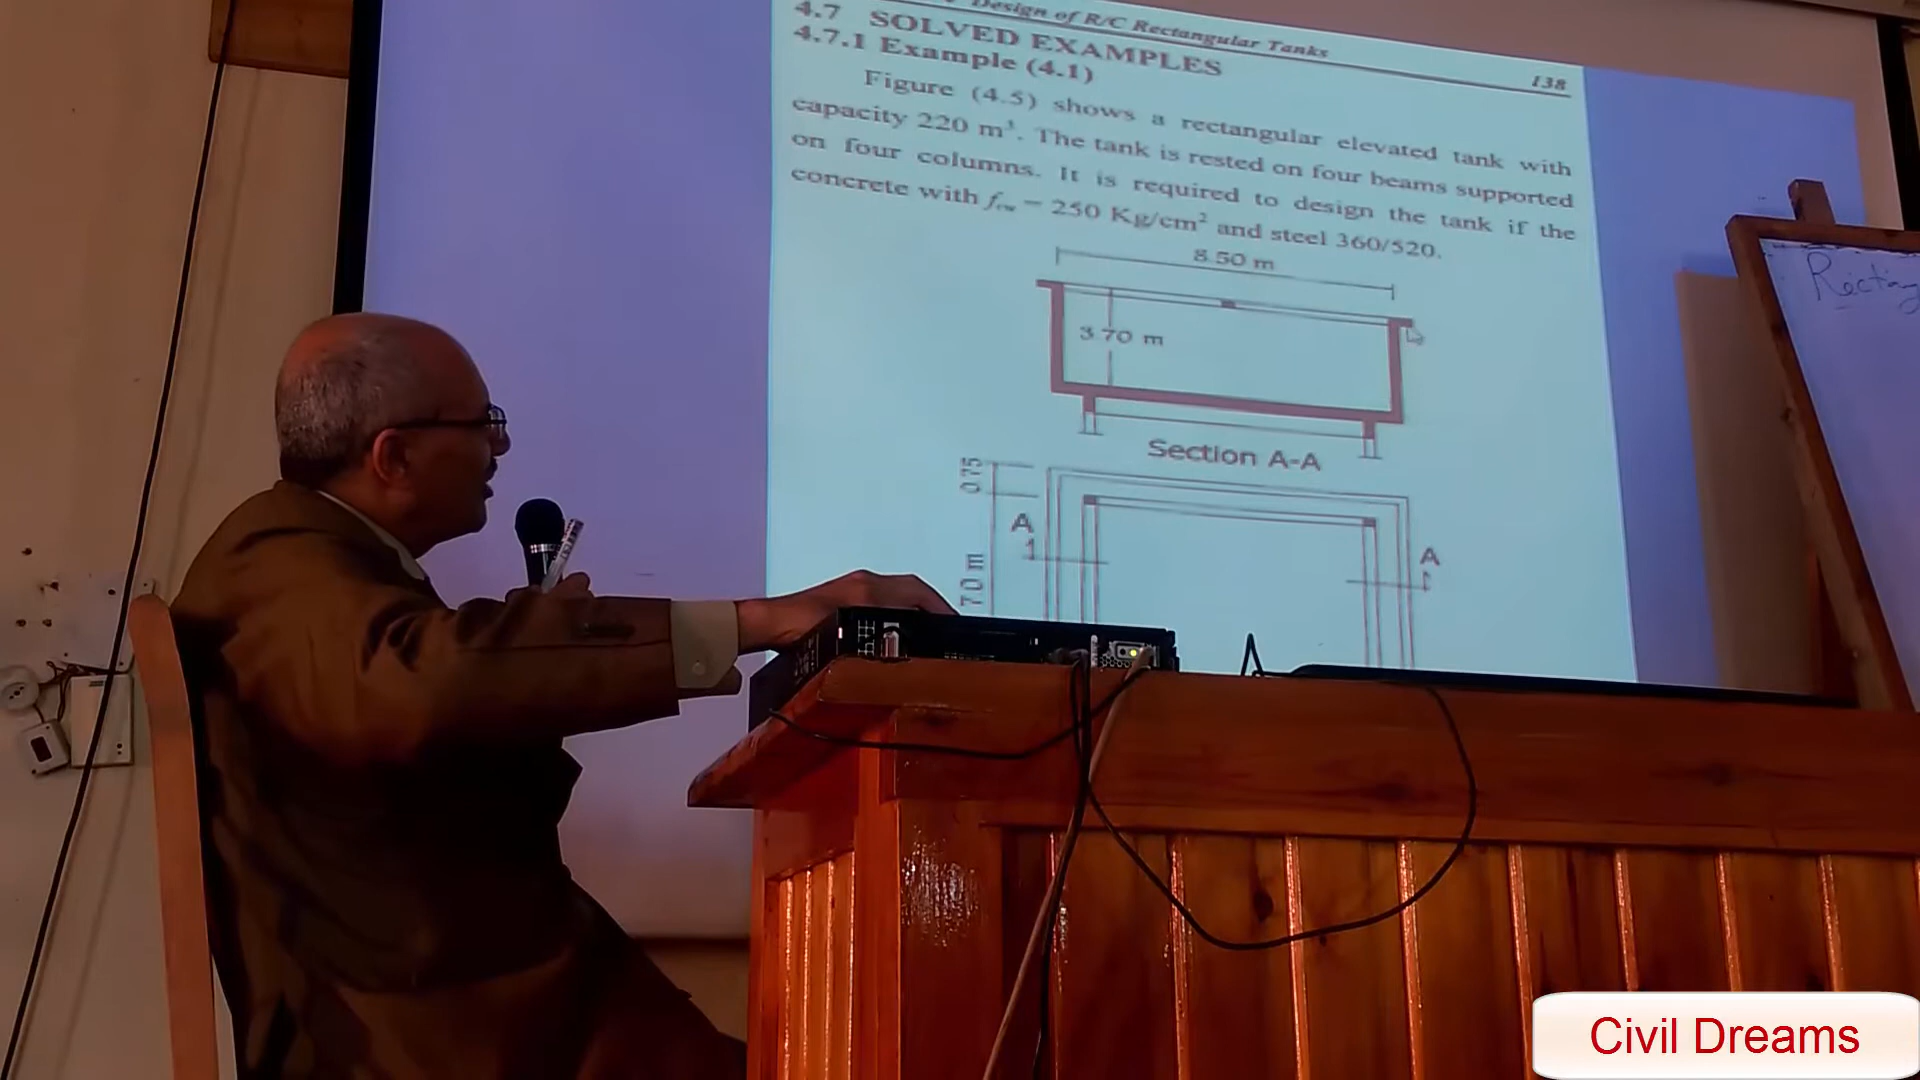 Design of R/C Rectangular Tanks
138
4.7 SOLVED EXAMPLES
4.7.1 Example (4.1)
Figure (4.5) shows a rectangular elevated tank with
capacity 220 m³. The tank is rested on four beams supported
on four columns. It is required to design the tank if the
concrete with = 250 Kg/cm² and steel 360/520.
8.50 m
3.70 m
Section A-A
0.75
A
A
70 m
Civil Dreams